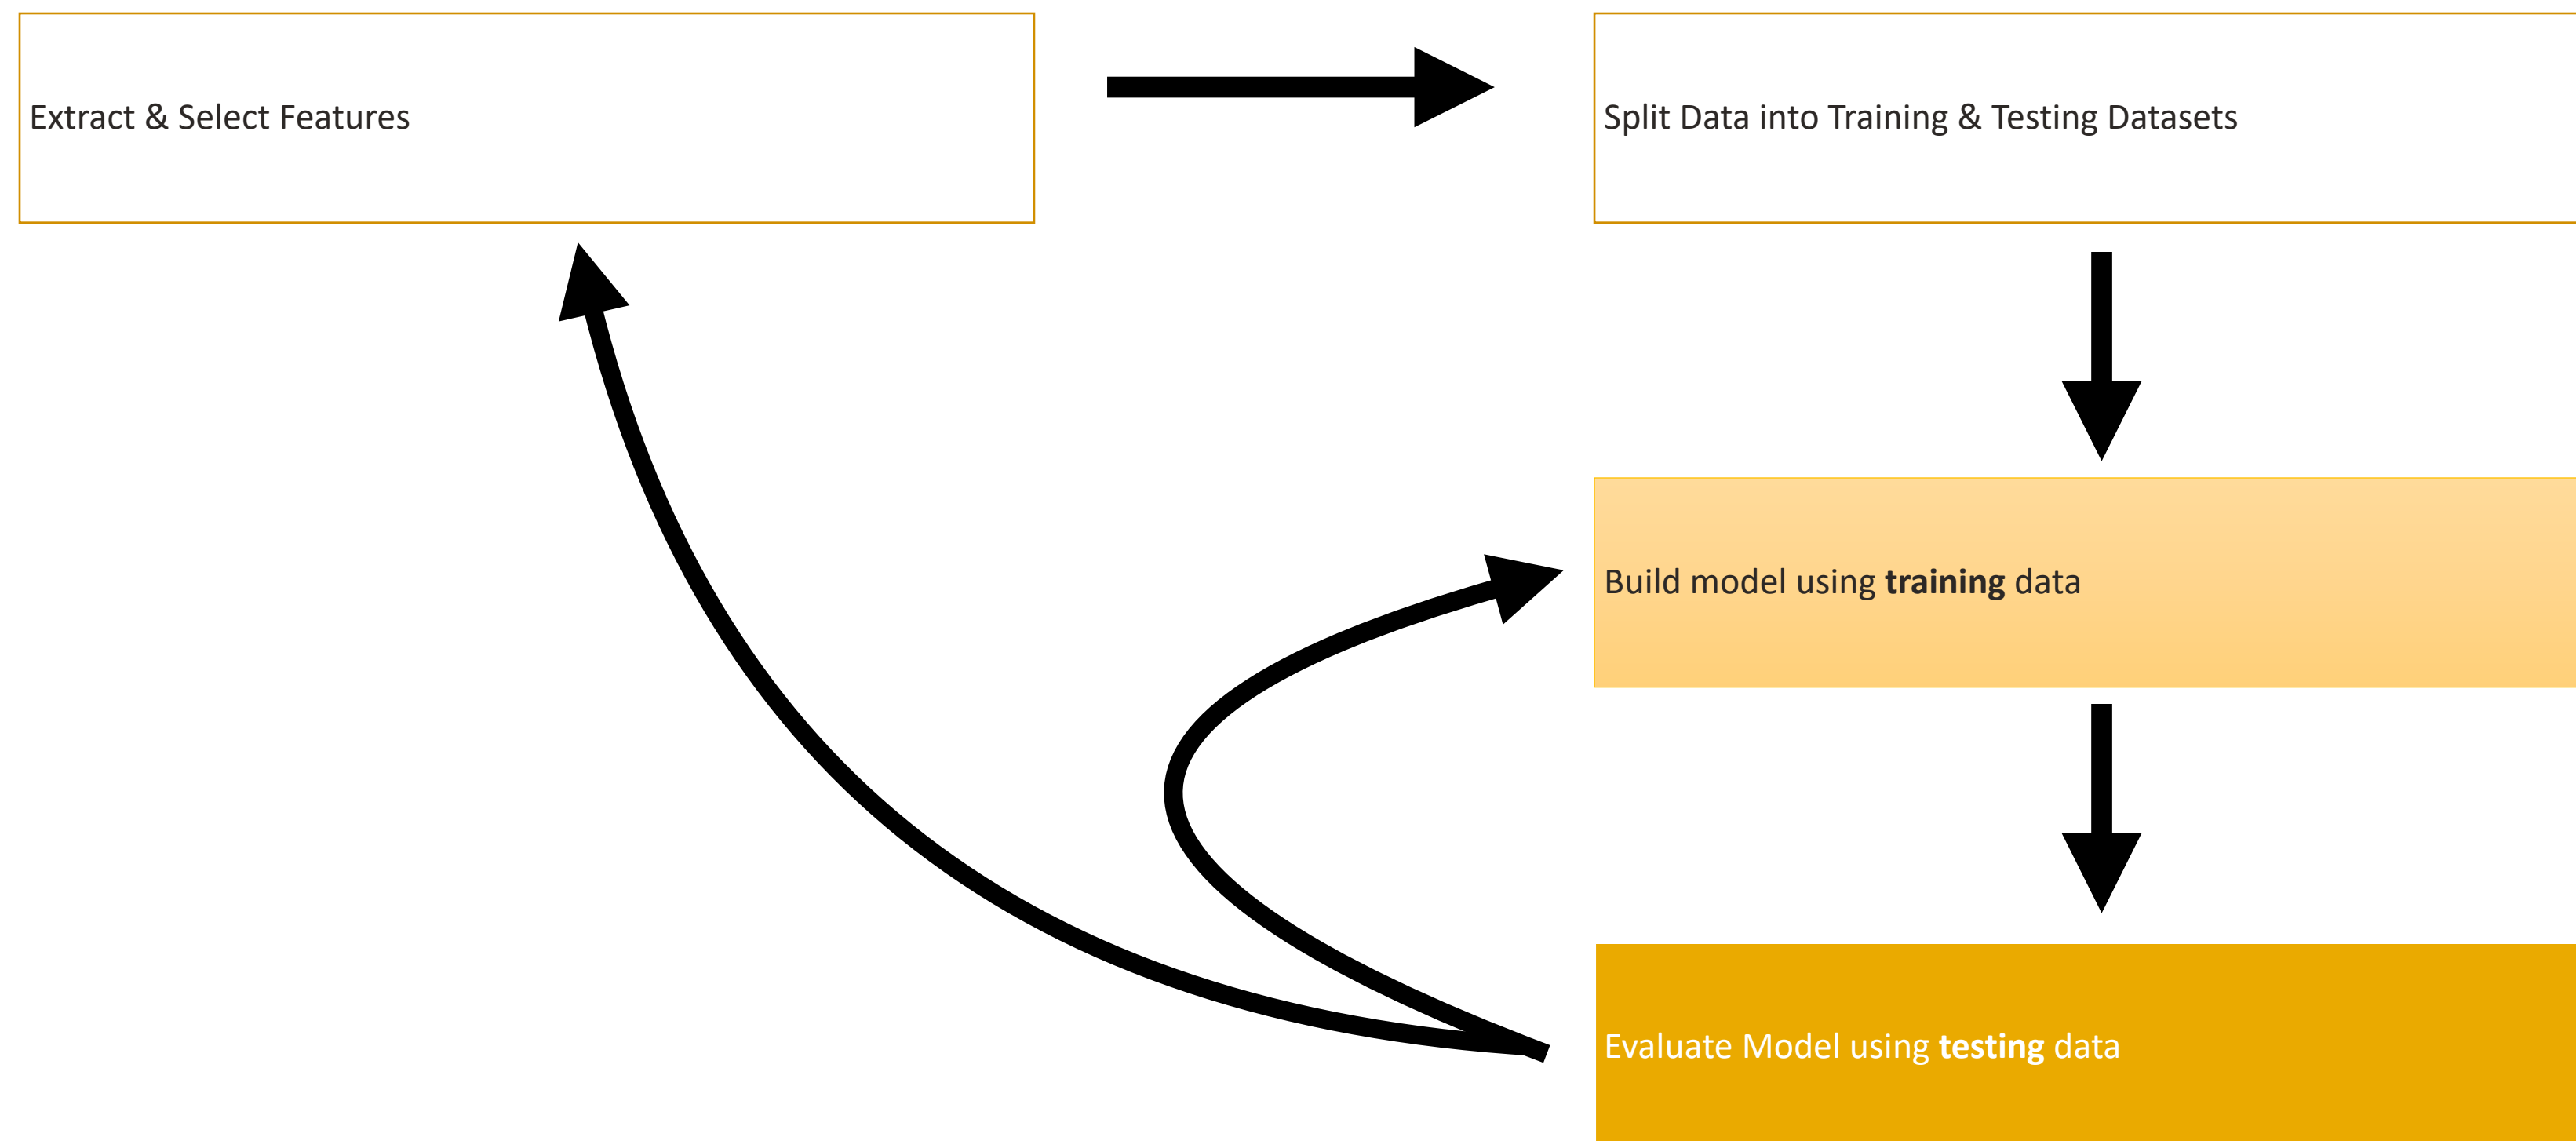 Extract & Select Features
Split Data into Training & Testing Datasets
Build model using training data
Evaluate Model using testing data